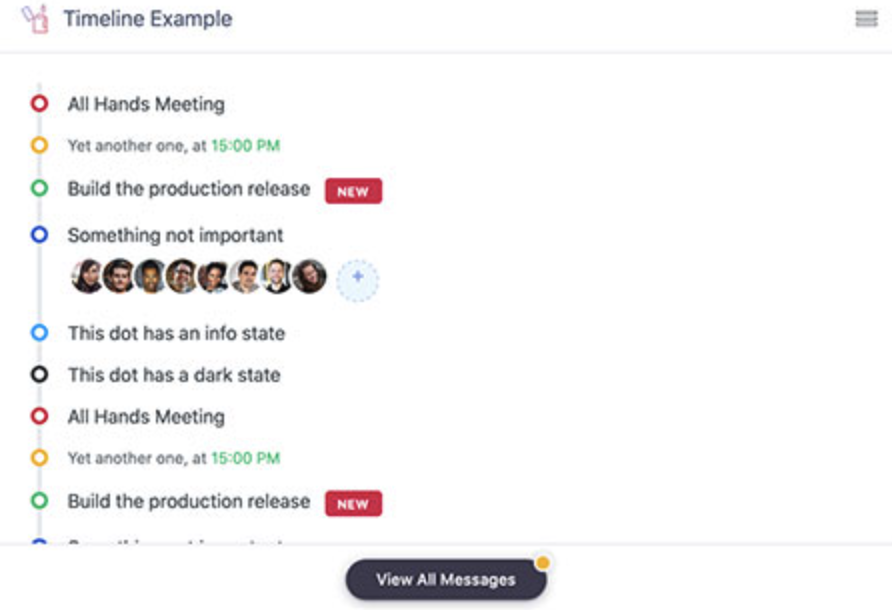 Timeline Example
All Hands Meeting
Yet another one, at 15:00 PM
Build the production release NEW
Something not important
+
This dot has an info state
This dot has a dark state
All Hands Meeting
Yet another one, at 15:00 PM
Build the production release NEW
View All Messages